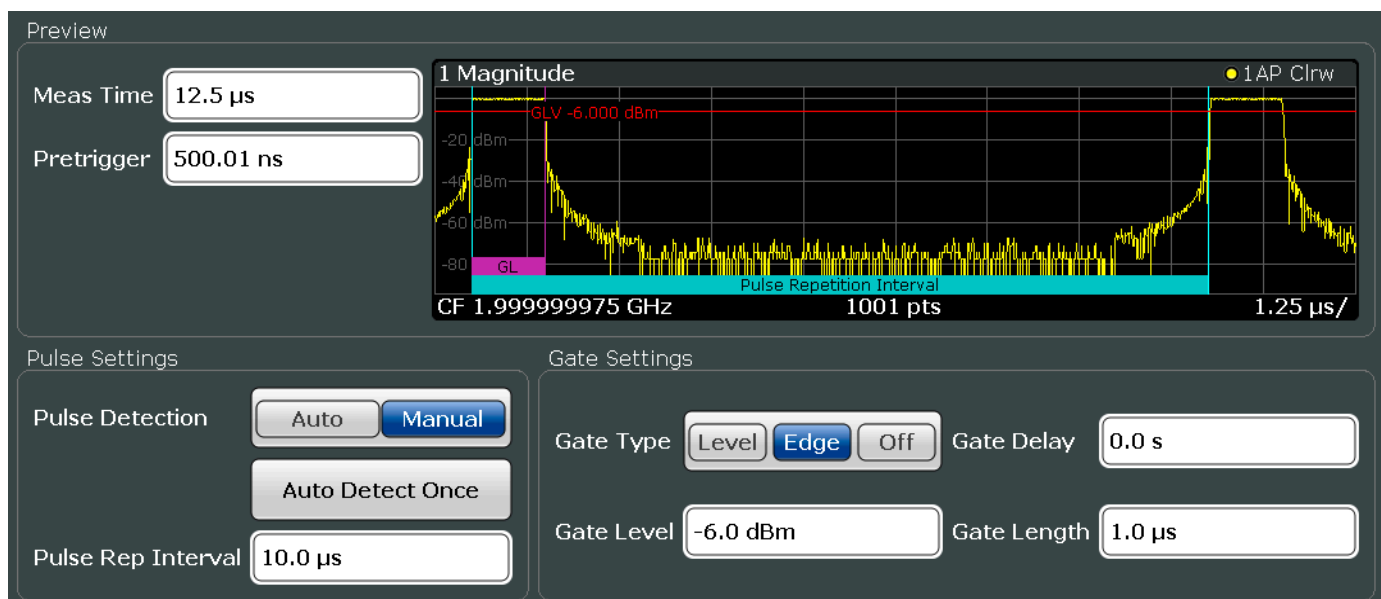 Preview
Meas Time 12.5 µs
Pretrigger 500.01 ns
1 Magnitude 1AP Clrw
GLV -6.000 dBm
-20 dBm
-40 dBm
-60 dBm
-80
GL
Pulse Repetition Interval
CF 1.999999975 GHz 1001 pts 1.25 µs/
Pulse Settings
Pulse Detection Auto Manual
Auto Detect Once
Pulse Rep Interval 10.0 µs
Gate Settings
Gate Type Level Edge Off Gate Delay 0.0 s
Gate Level -6.0 dBm Gate Length 1.0 µs